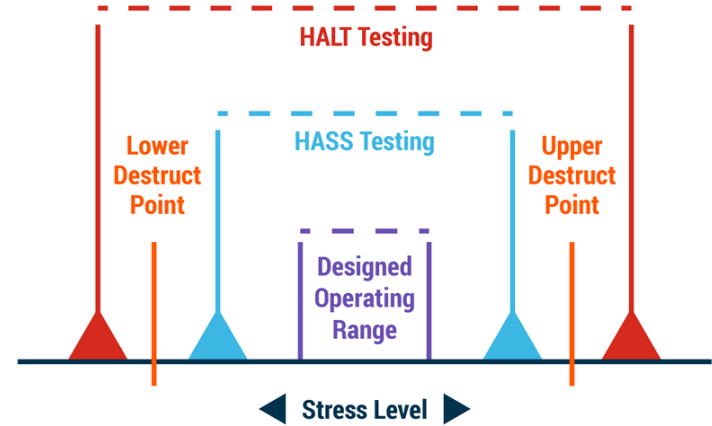 HALT Testing
HASS Testing
Lower
Destruct
Point
Upper
Destruct
Point
Designed
Operating
Range
Stress Level